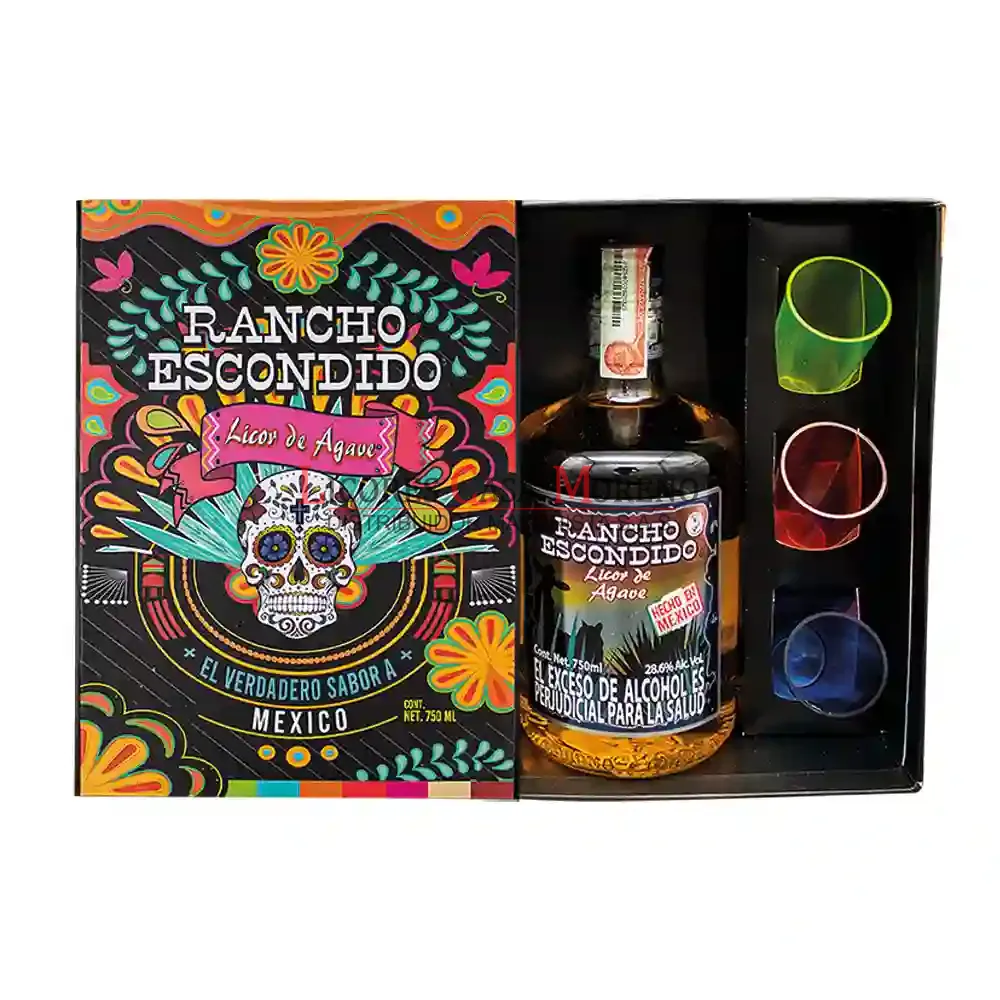 RANCHO
ESCONDIDO
Licor de Agave
EL VERDADERO SABOR A
MEXICO
CONT.
NET. 750 ML
RANCHO
ESCONDIDO
Licor de
Agave
HECHO EN
MEXICO
Cont. Net. 750ml
28.6% Alc. Vol.
EL EXCESO DE ALCOHOL ES
PERJUDICIAL PARA LA SALUD